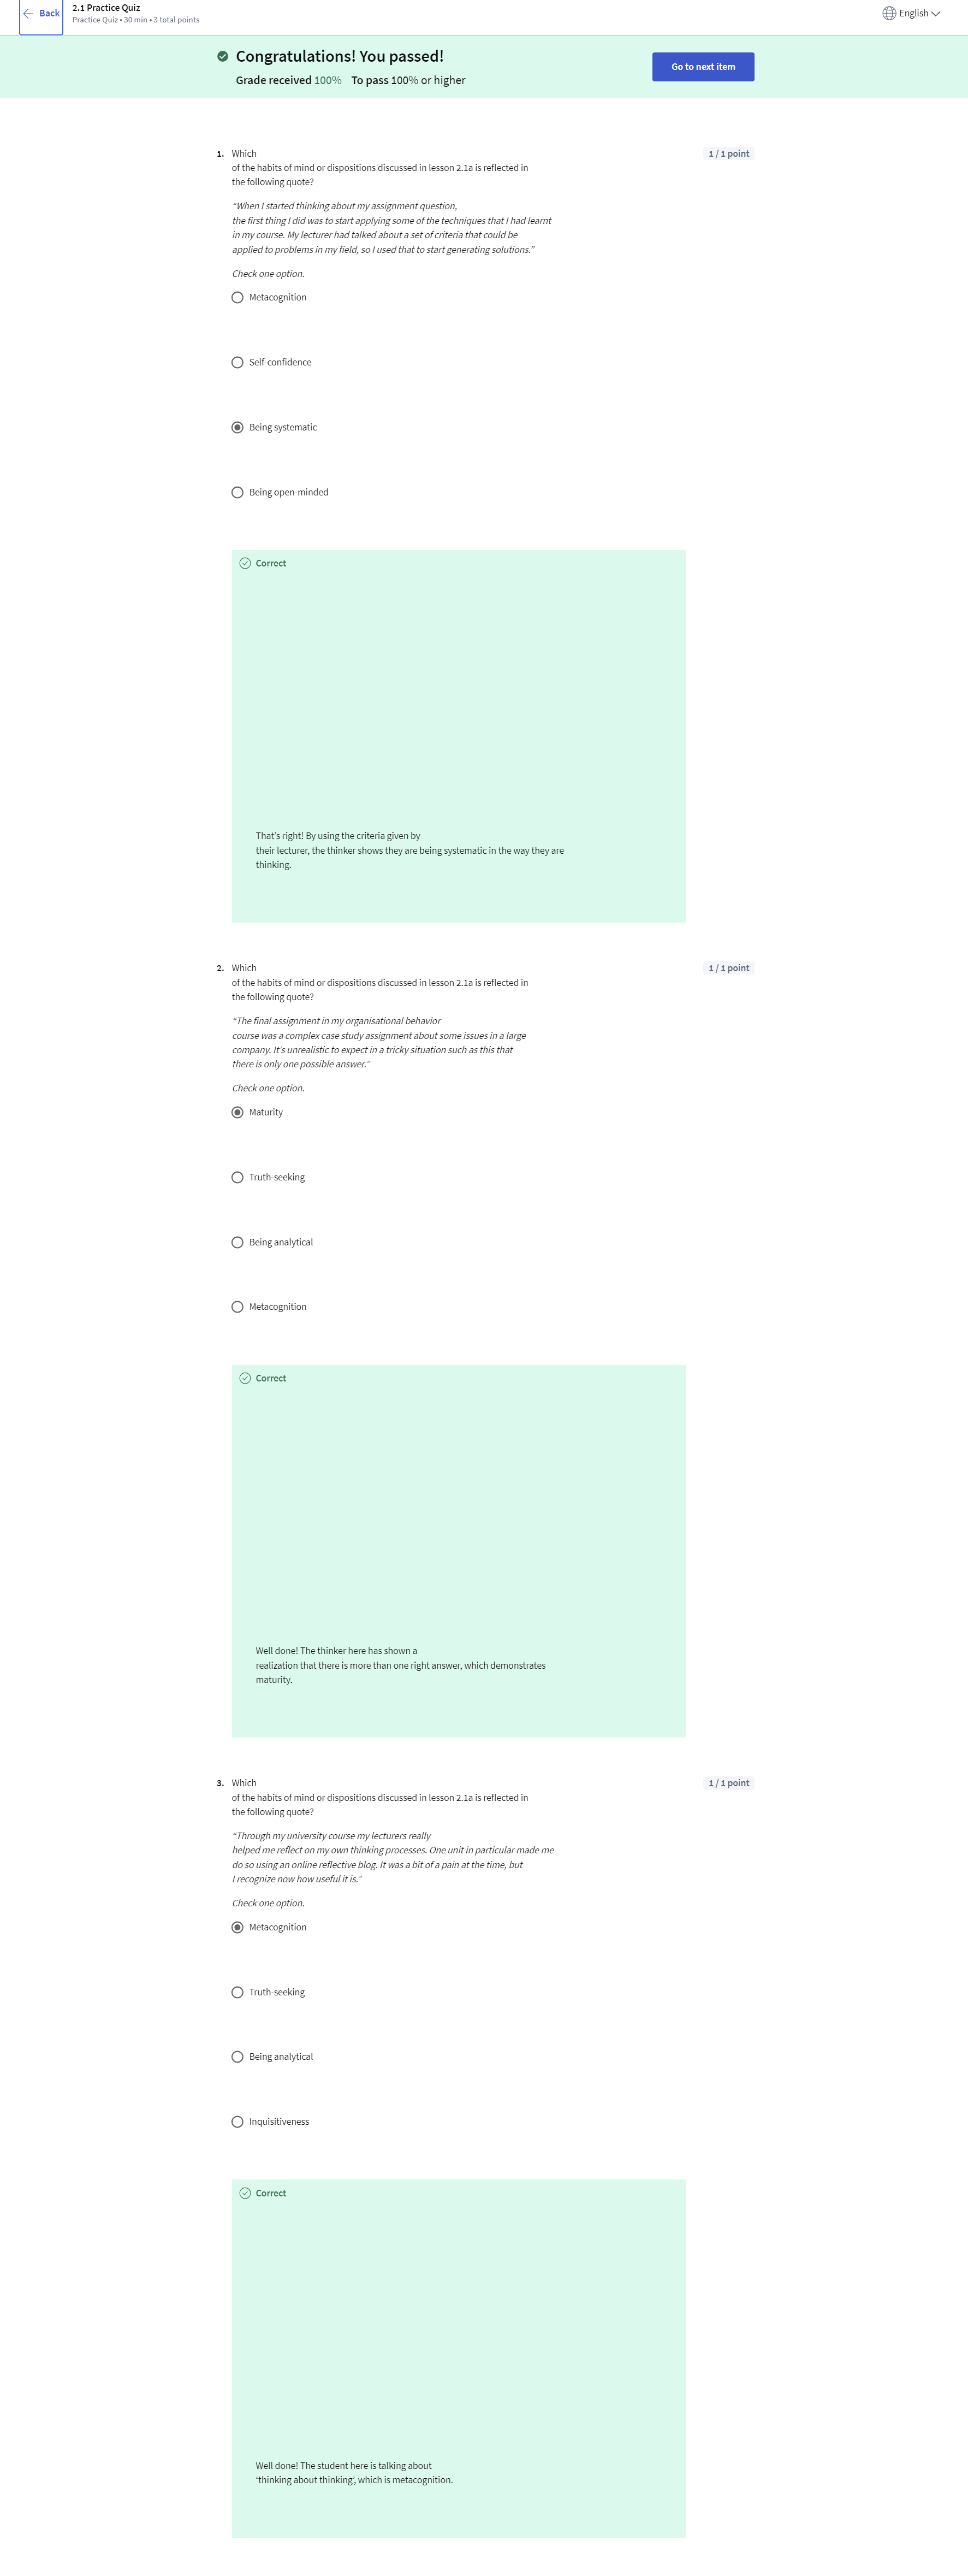 Back
2.1 Practice Quiz
Practice Quiz • 30 min • 3 total points
English
Congratulations! You passed!
Grade received 100% To pass 100% or higher
Go to next item
1. Which
of the habits of mind or dispositions discussed in lesson 2.1a is reflected in
the following quote?
1 / 1 point
“When I started thinking about my assignment question,
the first thing I did was to start applying some of the techniques that I had learnt
in my course. My lecturer had talked about a set of criteria that could be
applied to problems in my field, so I used that to start generating solutions.”
Check one option.
Metacognition
Self-confidence
Being systematic
Being open-minded
Correct
That’s right! By using the criteria given by
their lecturer, the thinker shows they are being systematic in the way they are
thinking.
2. Which
of the habits of mind or dispositions discussed in lesson 2.1a is reflected in
the following quote?
1 / 1 point
“The final assignment in my organisational behavior
course was a complex case study assignment about some issues in a large
company. It’s unrealistic to expect in a tricky situation such as this that
there is only one possible answer.”
Check one option.
Maturity
Truth-seeking
Being analytical
Metacognition
Correct
Well done! The thinker here has shown a
realization that there is more than one right answer, which demonstrates
maturity.
3. Which
of the habits of mind or dispositions discussed in lesson 2.1a is reflected in
the following quote?
1 / 1 point
“Through my university course my lecturers really
helped me reflect on my own thinking processes. One unit in particular made me
do so using an online reflective blog. It was a bit of a pain at the time, but
I recognize now how useful it is.”
Check one option.
Metacognition
Truth-seeking
Being analytical
Inquisitiveness
Correct
Well done! The student here is talking about
‘thinking about thinking’, which is metacognition.